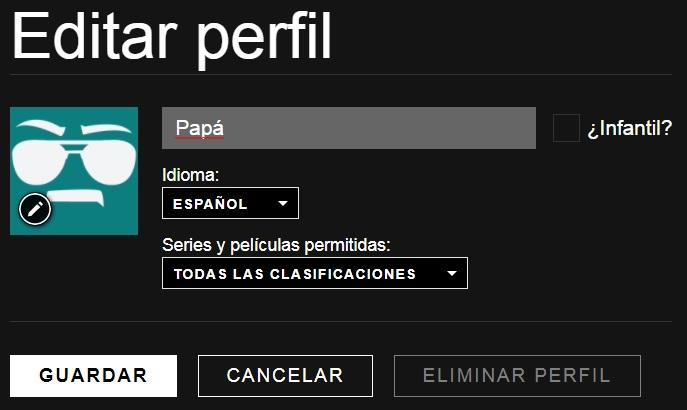 Editar perfil
Papá
¿Infantil?
Idioma:
ESPAÑOL
Series y películas permitidas:
TODAS LAS CLASIFICACIONES
GUARDAR
CANCELAR
ELIMINAR PERFIL